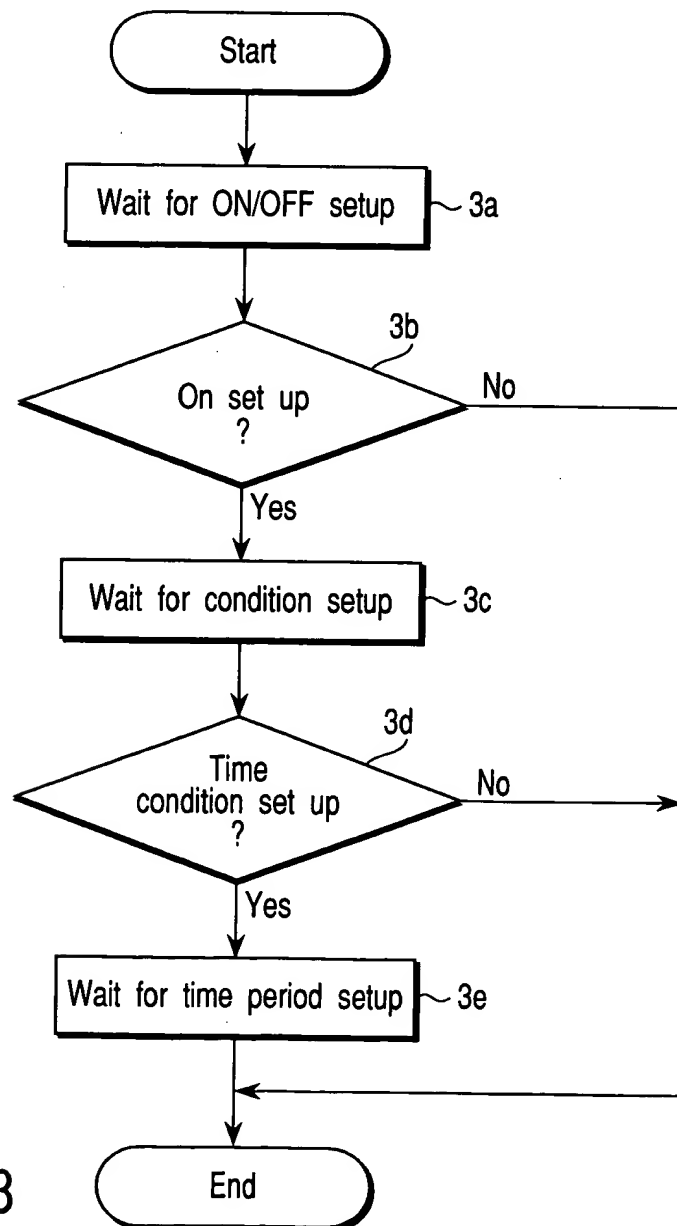 Start
Wait for ON/OFF setup
3a
3b
On set up
?
No
Yes
Wait for condition setup
3c
3d
Time
condition set up
?
No
Yes
Wait for time period setup
3e
End
3